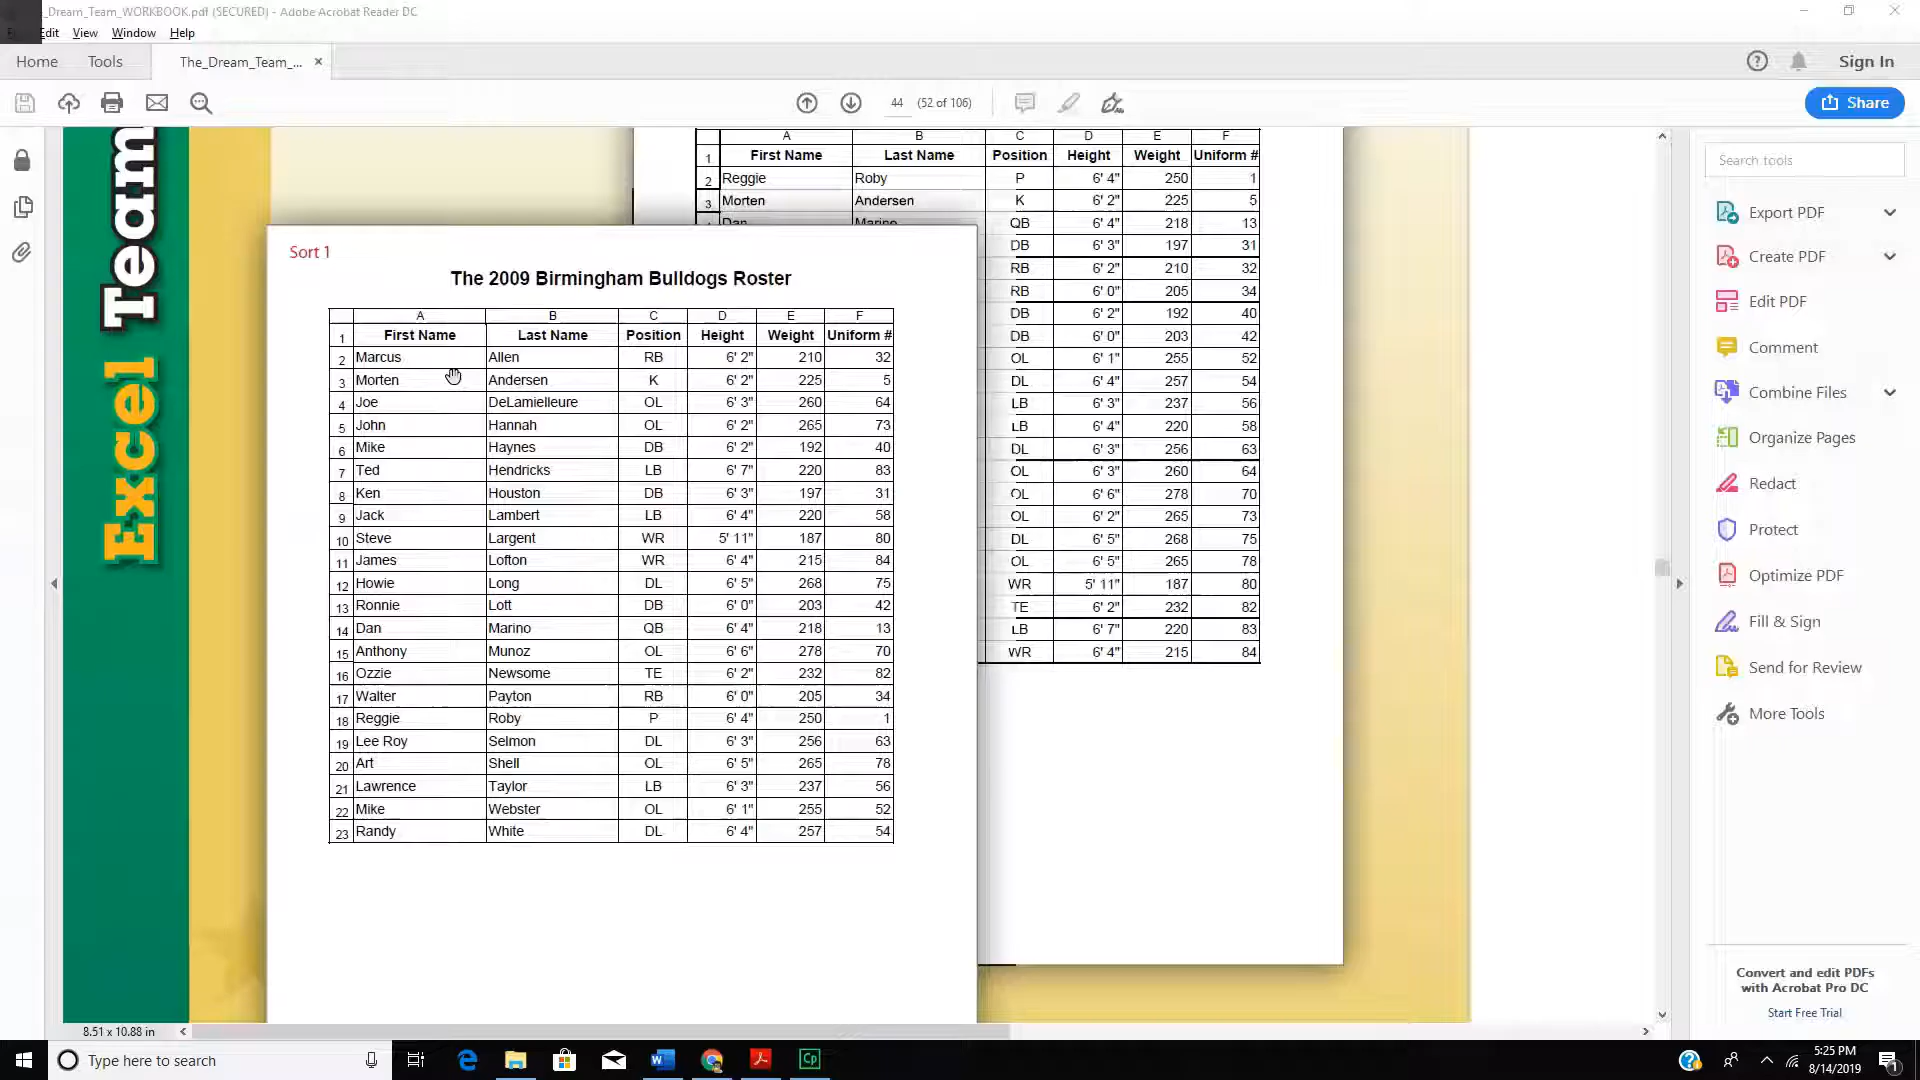 _Dream_Team_WORKBOOK.pdf (SECURED) - Adobe Acrobat Reader DC
Edit View Window Help
Home Tools The_Dream_Team_... × Sign In
44 (52 of 106) Share
Excel Team
A B C D E F
1 First Name Last Name Position Height Weight Uniform #
2 Reggie Roby P 6' 4" 250 1
3 Morten Andersen K 6' 2" 225 5
Dan Marino QB 6' 4" 218 13
DB 6' 3" 197 31
RB 6' 2" 210 32
RB 6' 0" 205 34
DB 6' 2" 192 40
DB 6' 0" 203 42
OL 6' 1" 255 52
DL 6' 4" 257 54
LB 6' 3" 237 56
LB 6' 4" 220 58
DL 6' 3" 256 63
OL 6' 3" 260 64
OL 6' 6" 278 70
OL 6' 2" 265 73
DL 6' 5" 268 75
OL 6' 5" 265 78
WR 5' 11" 187 80
TE 6' 2" 232 82
LB 6' 7" 220 83
WR 6' 4" 215 84
Sort 1
The 2009 Birmingham Bulldogs Roster
A B C D E F
1 First Name Last Name Position Height Weight Uniform #
2 Marcus Allen RB 6' 2" 210 32
3 Morten Andersen K 6' 2" 225 5
4 Joe DeLamielleure OL 6' 3" 260 64
5 John Hannah OL 6' 2" 265 73
6 Mike Haynes DB 6' 2" 192 40
7 Ted Hendricks LB 6' 7" 220 83
8 Ken Houston DB 6' 3" 197 31
9 Jack Lambert LB 6' 4" 220 58
10 Steve Largent WR 5' 11" 187 80
11 James Lofton WR 6' 4" 215 84
12 Howie Long DL 6' 5" 268 75
13 Ronnie Lott DB 6' 0" 203 42
14 Dan Marino QB 6' 4" 218 13
15 Anthony Munoz OL 6' 6" 278 70
16 Ozzie Newsome TE 6' 2" 232 82
17 Walter Payton RB 6' 0" 205 34
18 Reggie Roby P 6' 4" 250 1
19 Lee Roy Selmon DL 6' 3" 256 63
20 Art Shell OL 6' 5" 265 78
21 Lawrence Taylor LB 6' 3" 237 56
22 Mike Webster OL 6' 1" 255 52
23 Randy White DL 6' 4" 257 54
8.51 x 10.88 in
Search tools
Export PDF
Create PDF
Edit PDF
Comment
Combine Files
Organize Pages
Redact
Protect
Optimize PDF
Fill & Sign
Send for Review
More Tools
Convert and edit PDFs
with Acrobat Pro DC
Start Free Trial
Type here to search
5:25 PM
8/14/2019